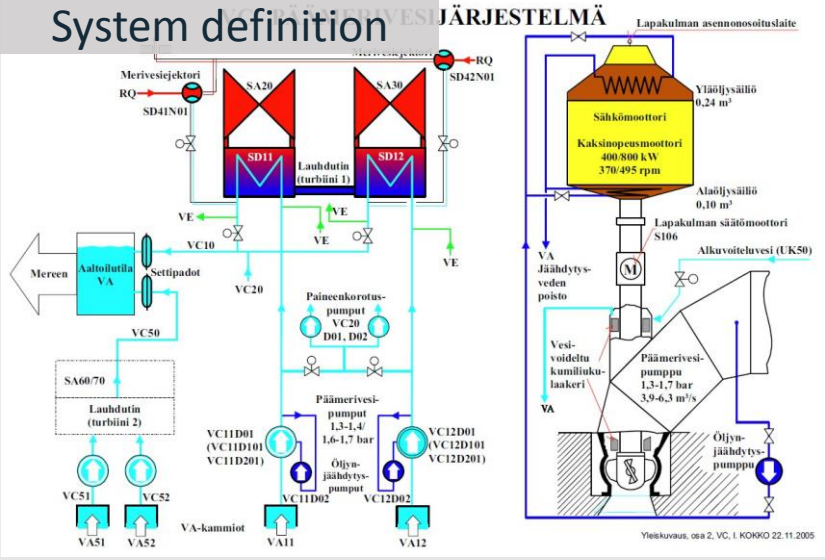 System definition
VC, PÄÄMERIVESIJÄRJESTELMÄ
Merivesiejektori
RQ
SD41N01
Merivesiejektori
RQ
SD42N01
SA20
SA30
SD11
SD12
Lauhdutin
(turbiini 1)
VE
VE
VE
VE
VC10
VC20
Mereen
Aaltoilutila
VA
Settipadot
VC50
SA60/70
Lauhdutin
(turbiini 2)
VC51
VC52
VA51
VA52
VA-kammiot
Paineenkorotus-
pumput
VC20
D01, D02
Päämerivesi-
pumput
1,3-1,4/
1,6-1,7 bar
VC11D01
(VC11D101
VC11D201)
VC12D01
(VC12D101
VC12D201)
Öljyn-
jäähdytys-
pumput
VC11D02
VC12D02
VA11
VA12
Lapakulman asennonosoituslaite
Yläöljysäiliö
0,24 m³
Sähkömoottori
Kaksinopeusmoottori
400/800 kW
370/495 rpm
Alaöljysäiliö
0,10 m³
Lapakulman säätömoottori
S106
M
Alkuvoiteluvesi (UK50)
VA
Jäähdytys-
veden
poisto
Vesi-
voideltu
kumiliuku-
laakeri
VA
Päämerivesi-
pumppu
1,3-1,7 bar
3,9-6,3 m³/s
Öljyn-
jäähdytys-
pumppu
Yleiskuvaus, osa 2, VC, I. KOKKO 22.11.2005